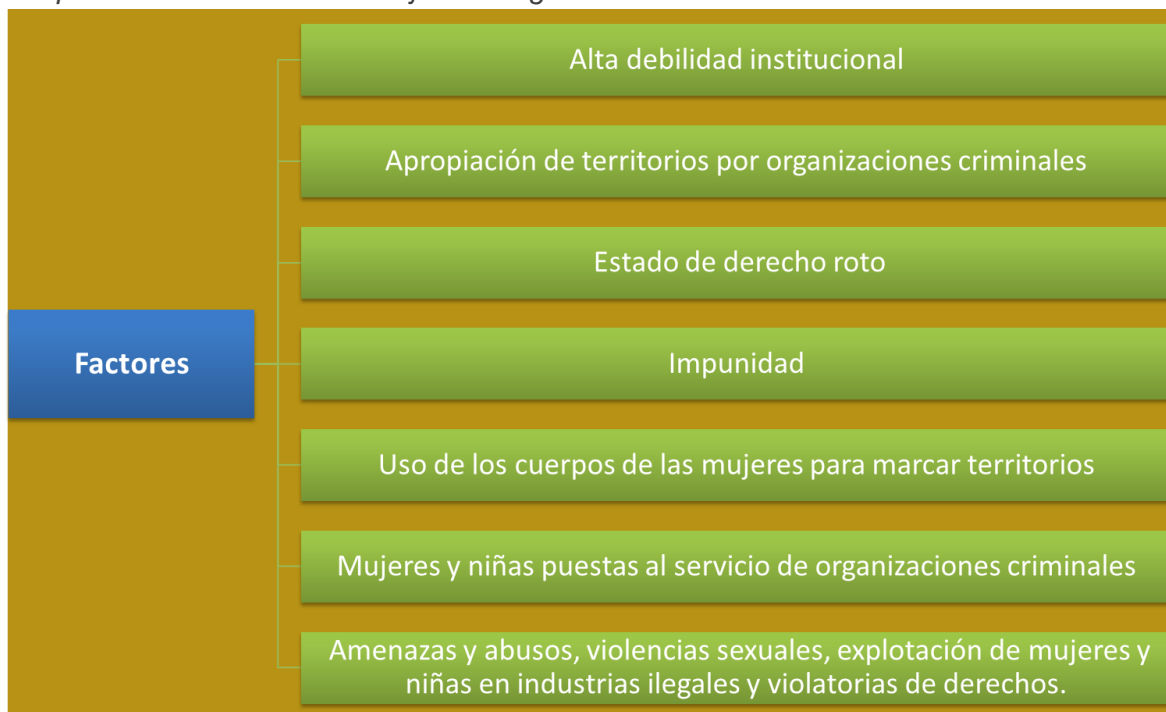 Alta debilidad institucional
Apropiación de territorios por organizaciones criminales
Estado de derecho roto
Factores
Impunidad
Uso de los cuerpos de las mujeres para marcar territorios
Mujeres y niñas puestas al servicio de organizaciones criminales
Amenazas y abusos, violencias sexuales, explotación de mujeres y
niñas en industrias ilegales y violatorias de derechos.